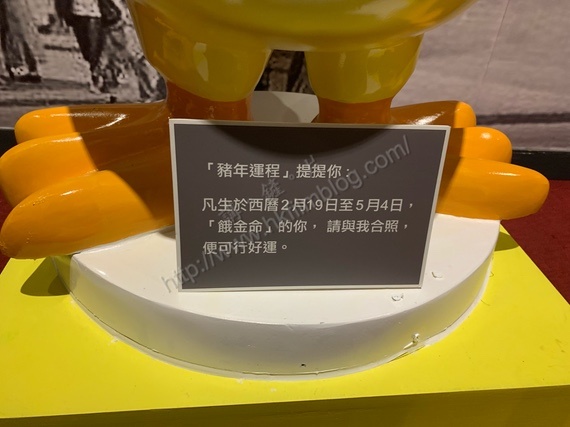 「豬年運程」提提你：
凡生於西曆2月19日至5月4日，
「餓金命」的你，請與我合照，
便可行好運。